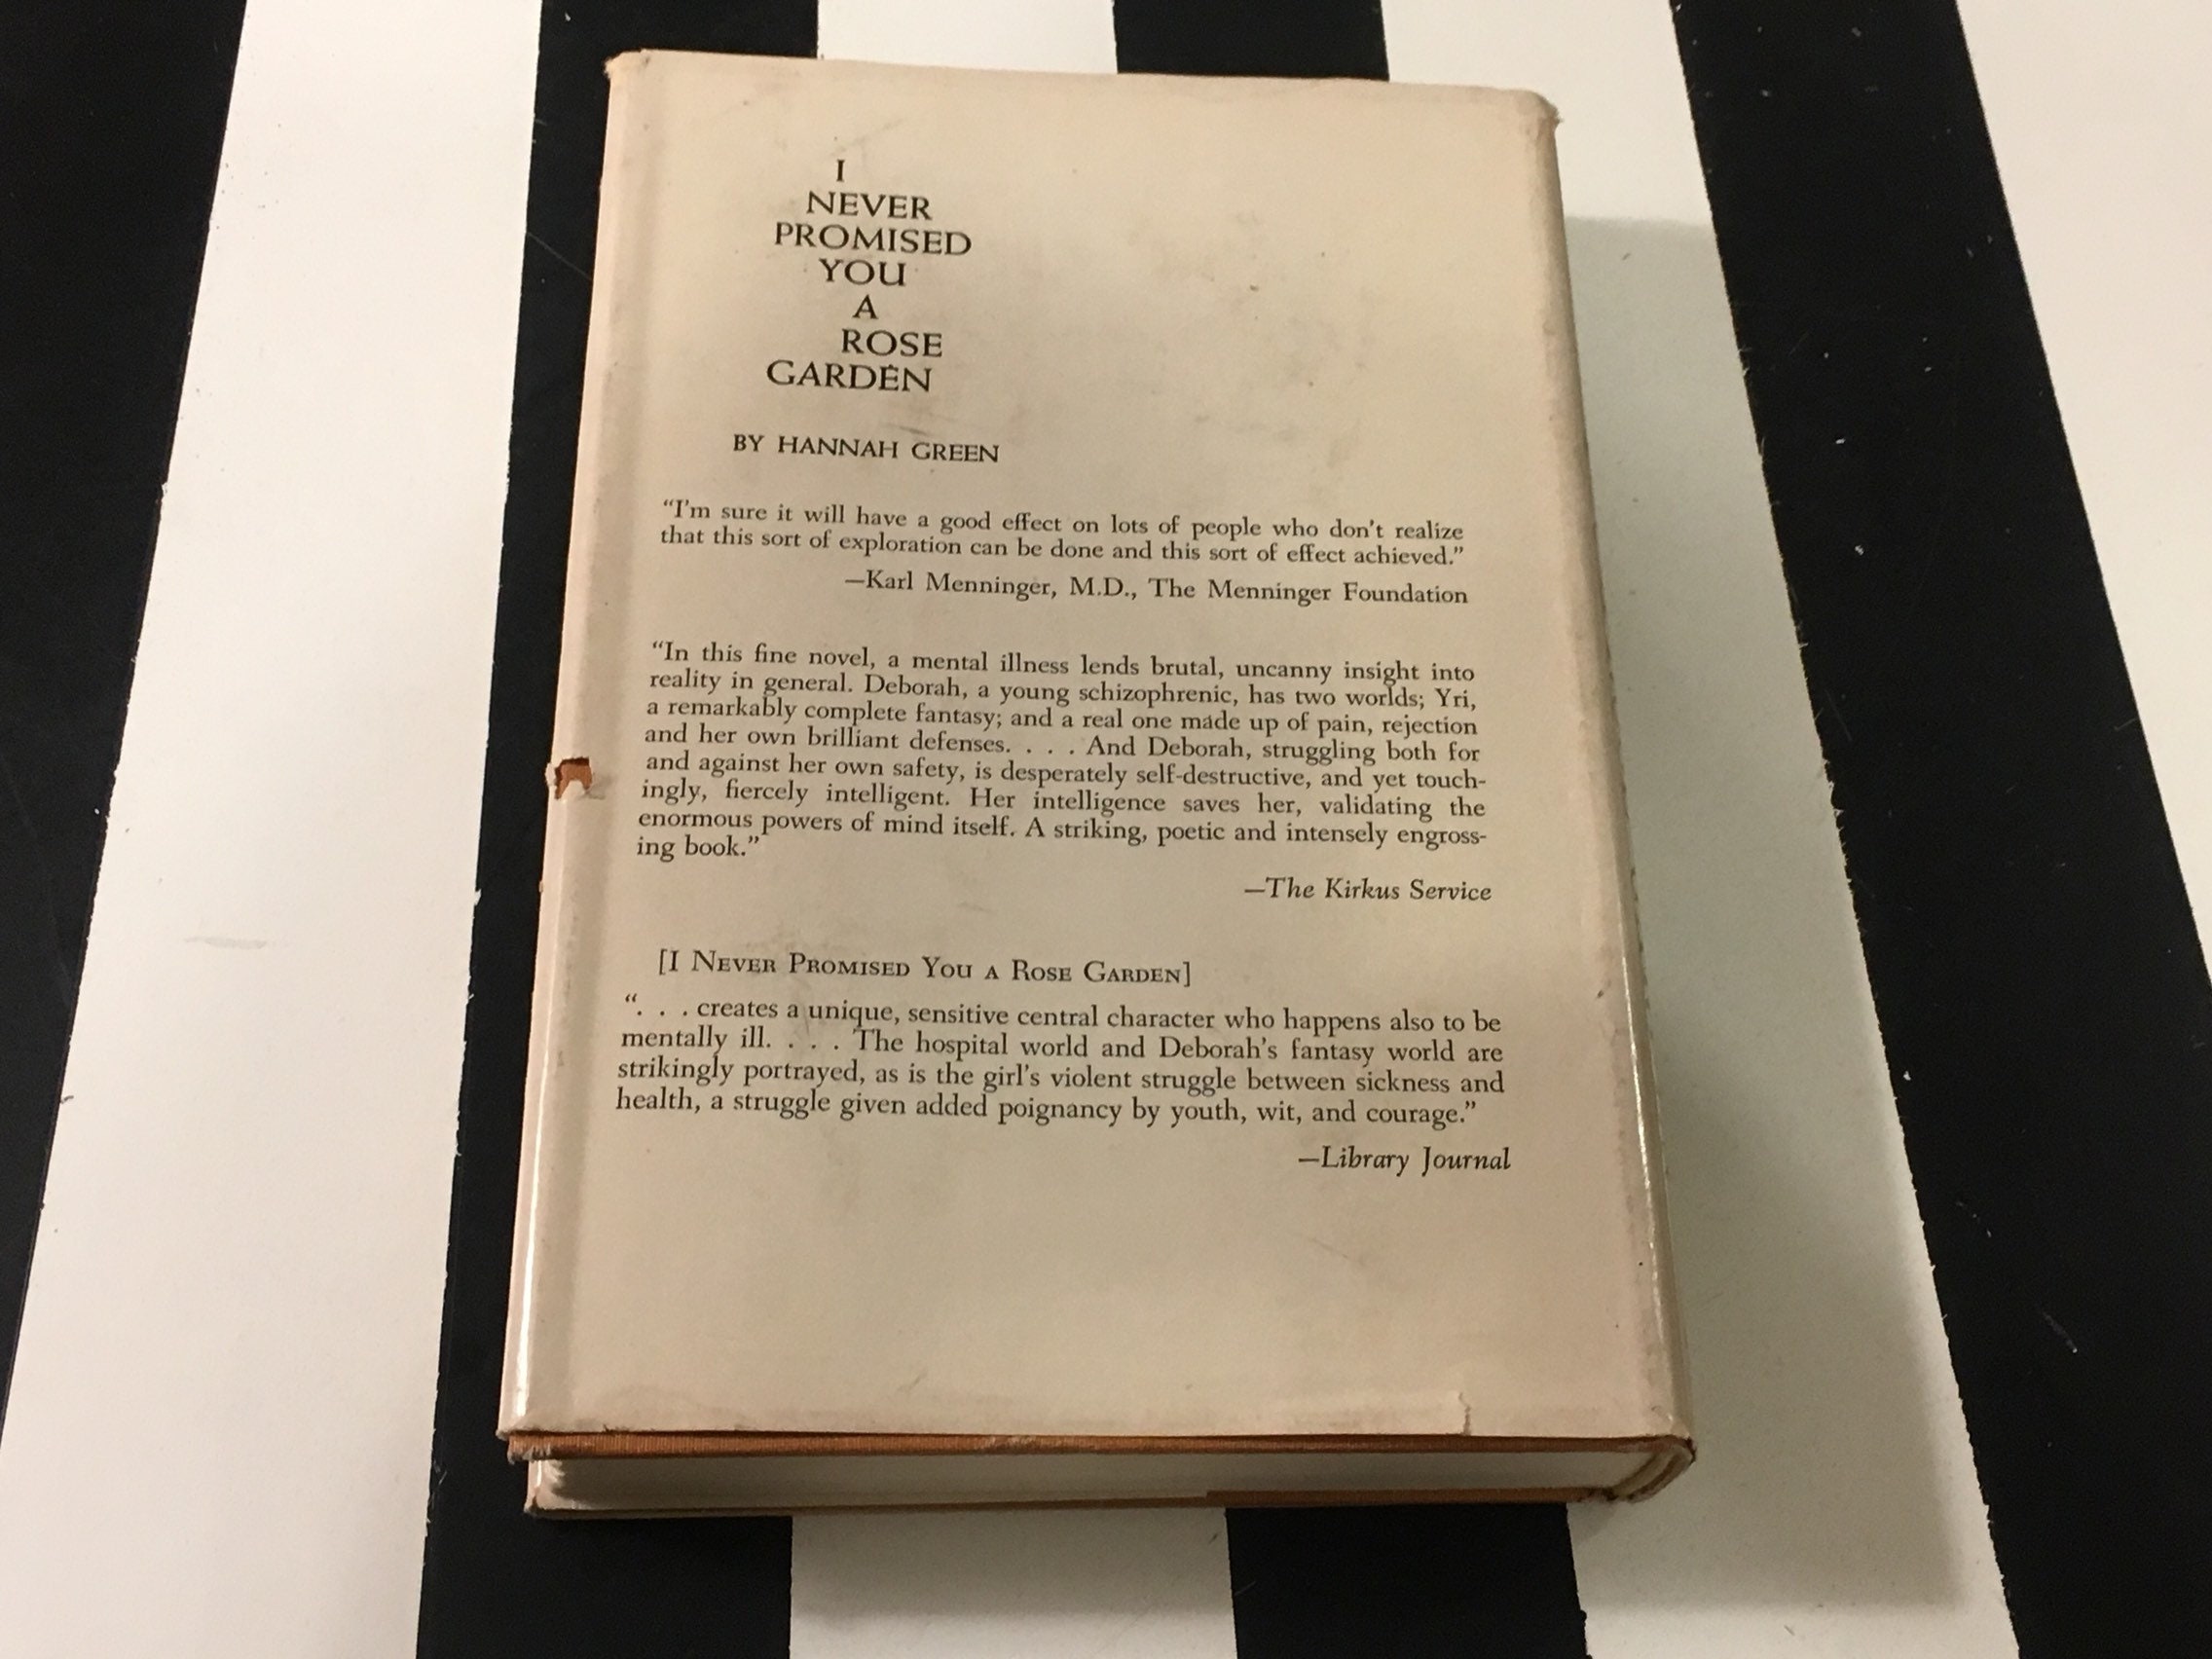 I
NEVER
PROMISED
YOU
A
ROSE
GARDEN
BY HANNAH GREEN
“I'm sure it will have a good effect on lots of people who don't realize
that this sort of exploration can be done and this sort of effect achieved.”
—Karl Menninger, M.D., The Menninger Foundation
“In this fine novel, a mental illness lends brutal, uncanny insight into
reality in general. Deborah, a young schizophrenic, has two worlds; Yri,
a remarkably complete fantasy; and a real one made up of pain, rejection
and her own brilliant defenses. . . . And Deborah, struggling both for
and against her own safety, is desperately self-destructive, and yet touch-
ingly, fiercely intelligent. Her intelligence saves her, validating the
enormous powers of mind itself. A striking, poetic and intensely engross-
ing book.”
—The Kirkus Service
[I NEVER PROMISED YOU A ROSE GARDEN]
“. . . creates a unique, sensitive central character who happens also to be
mentally ill. . . . The hospital world and Deborah's fantasy world are
strikingly portrayed, as is the girl's violent struggle between sickness and
health, a struggle given added poignancy by youth, wit, and courage.”
—Library Journal